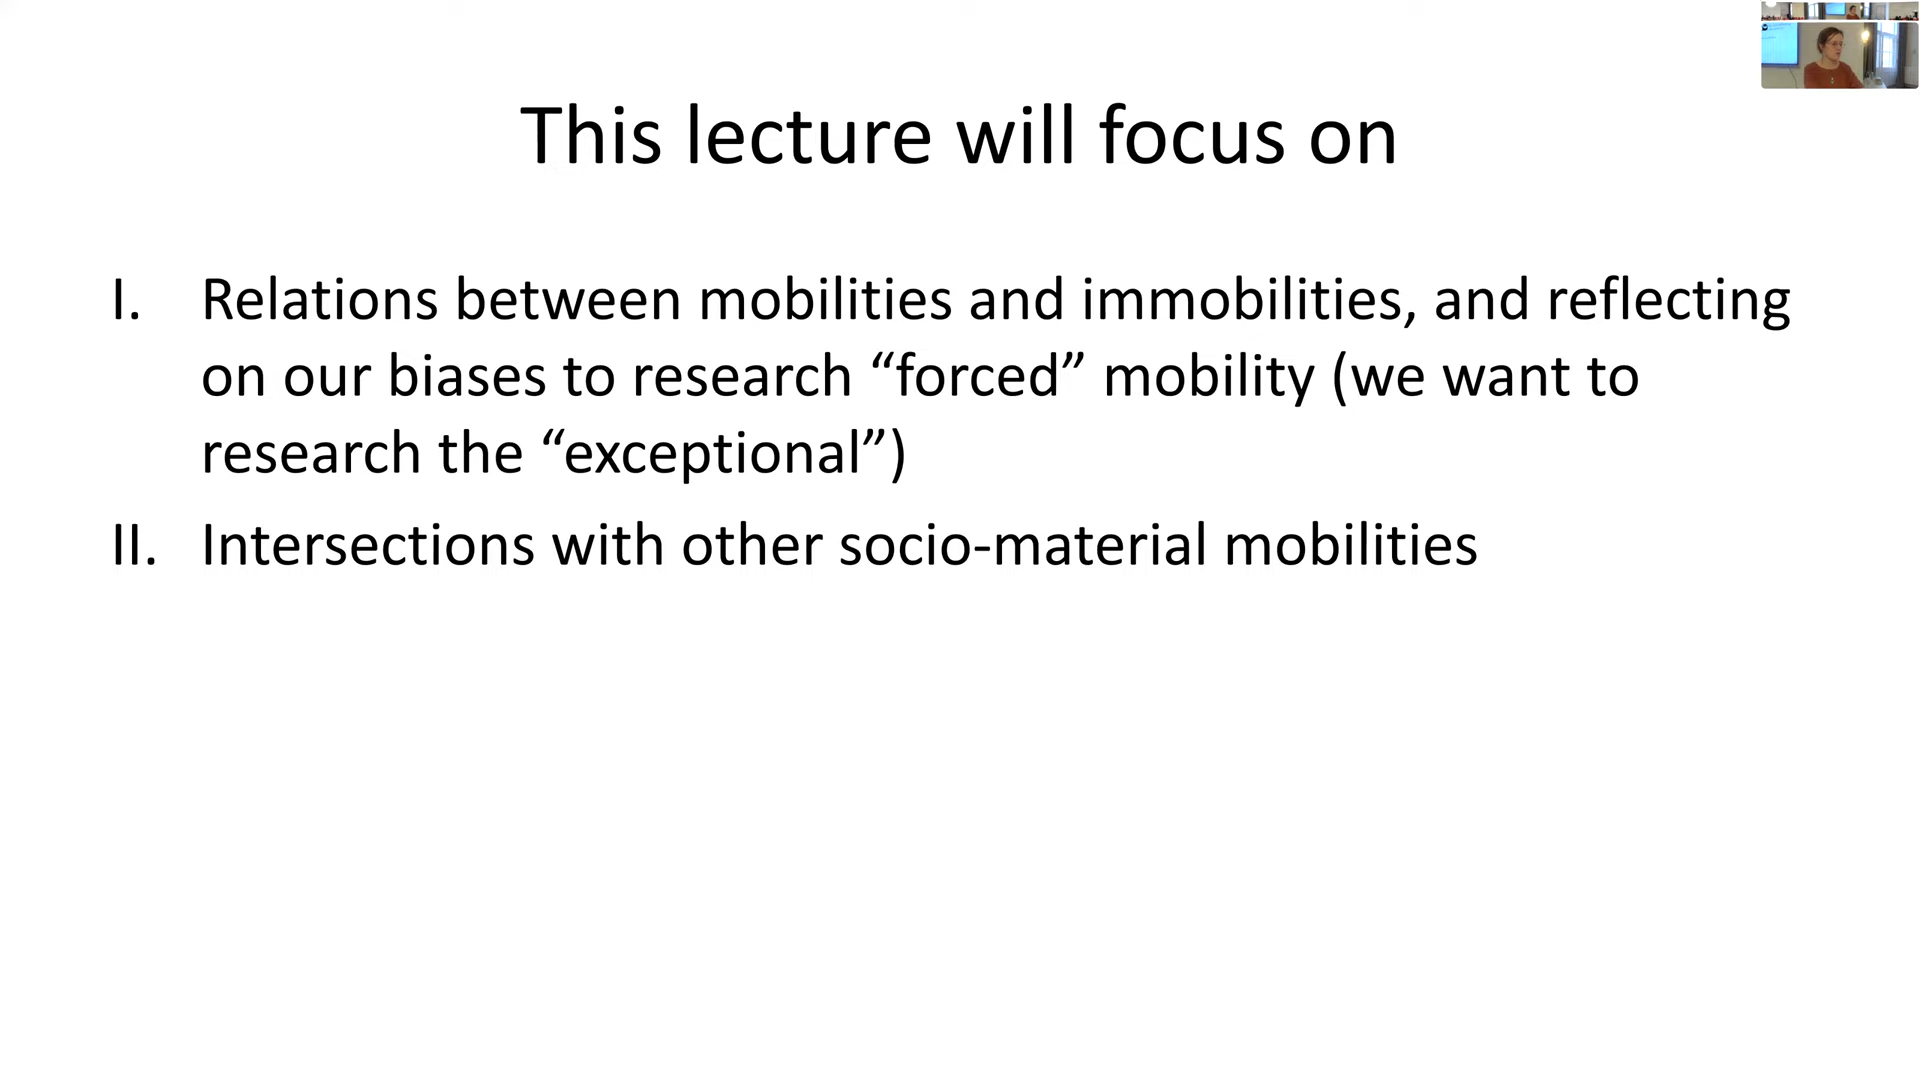 This lecture will focus on
I. Relations between mobilities and immobilities, and reflecting
on our biases to research “forced” mobility (we want to
research the “exceptional”)
II. Intersections with other socio-material mobilities